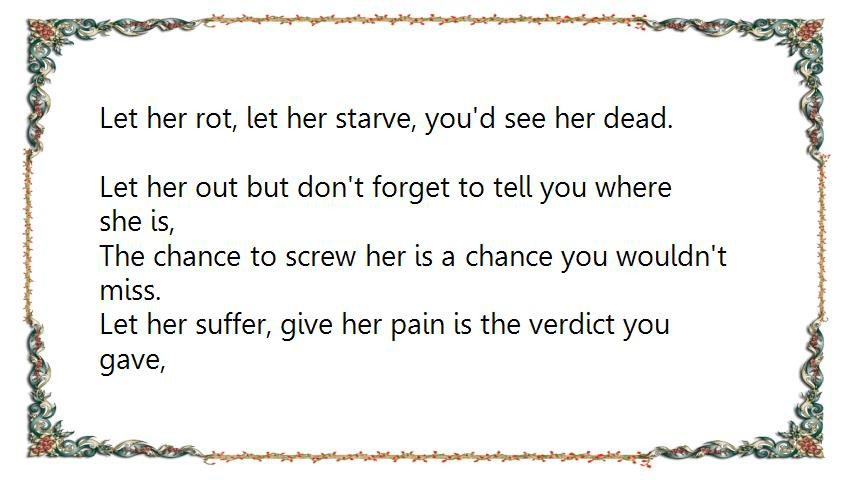 Let her rot, let her starve, you'd see her dead.
Let her out but don't forget to tell you where
she is,
The chance to screw her is a chance you wouldn't
miss.
Let her suffer, give her pain is the verdict you
gave,